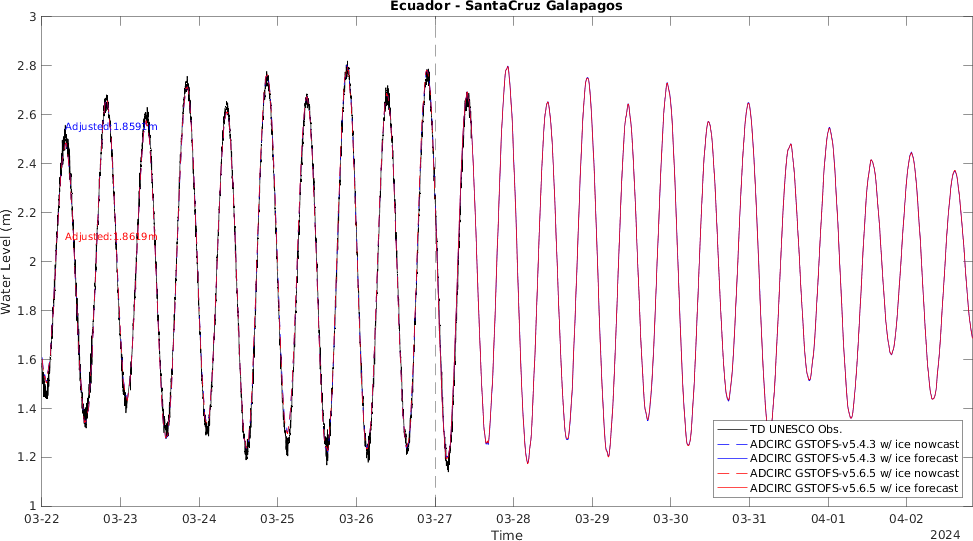 Ecuador - SantaCruz Galapagos
3
2.8
2.6
2.4
2.2
2
1.8
1.6
1.4
1.2
1
Water Level (m)
Adjusted:1.8591m
Adjusted:1.8619m
TD UNESCO Obs.
ADCIRC GSTOFS-v5.4.3 w/ ice nowcast
ADCIRC GSTOFS-v5.4.3 w/ ice forecast
ADCIRC GSTOFS-v5.6.5 w/ ice nowcast
ADCIRC GSTOFS-v5.6.5 w/ ice forecast
03-22 03-23 03-24 03-25 03-26 03-27 03-28 03-29 03-30 03-31 04-01 04-02
Time
2024